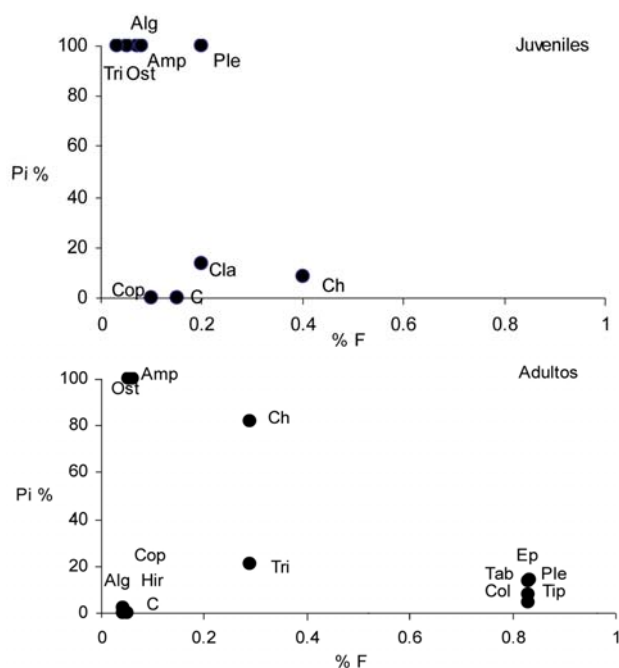 Alg
100 Juveniles
Tri Ost Amp Ple
80
60
Pi %
40
20
Cla
Cop C Ch
0
0 0.2 0.4 0.6 0.8 1
% F
100 Amp Adultos
Ost
Ch
80
60
Pi %
40
Cop Ep
20 Tri Tab Ple
Alg Hir Col Tip
C
0
0 0.2 0.4 0.6 0.8 1
% F